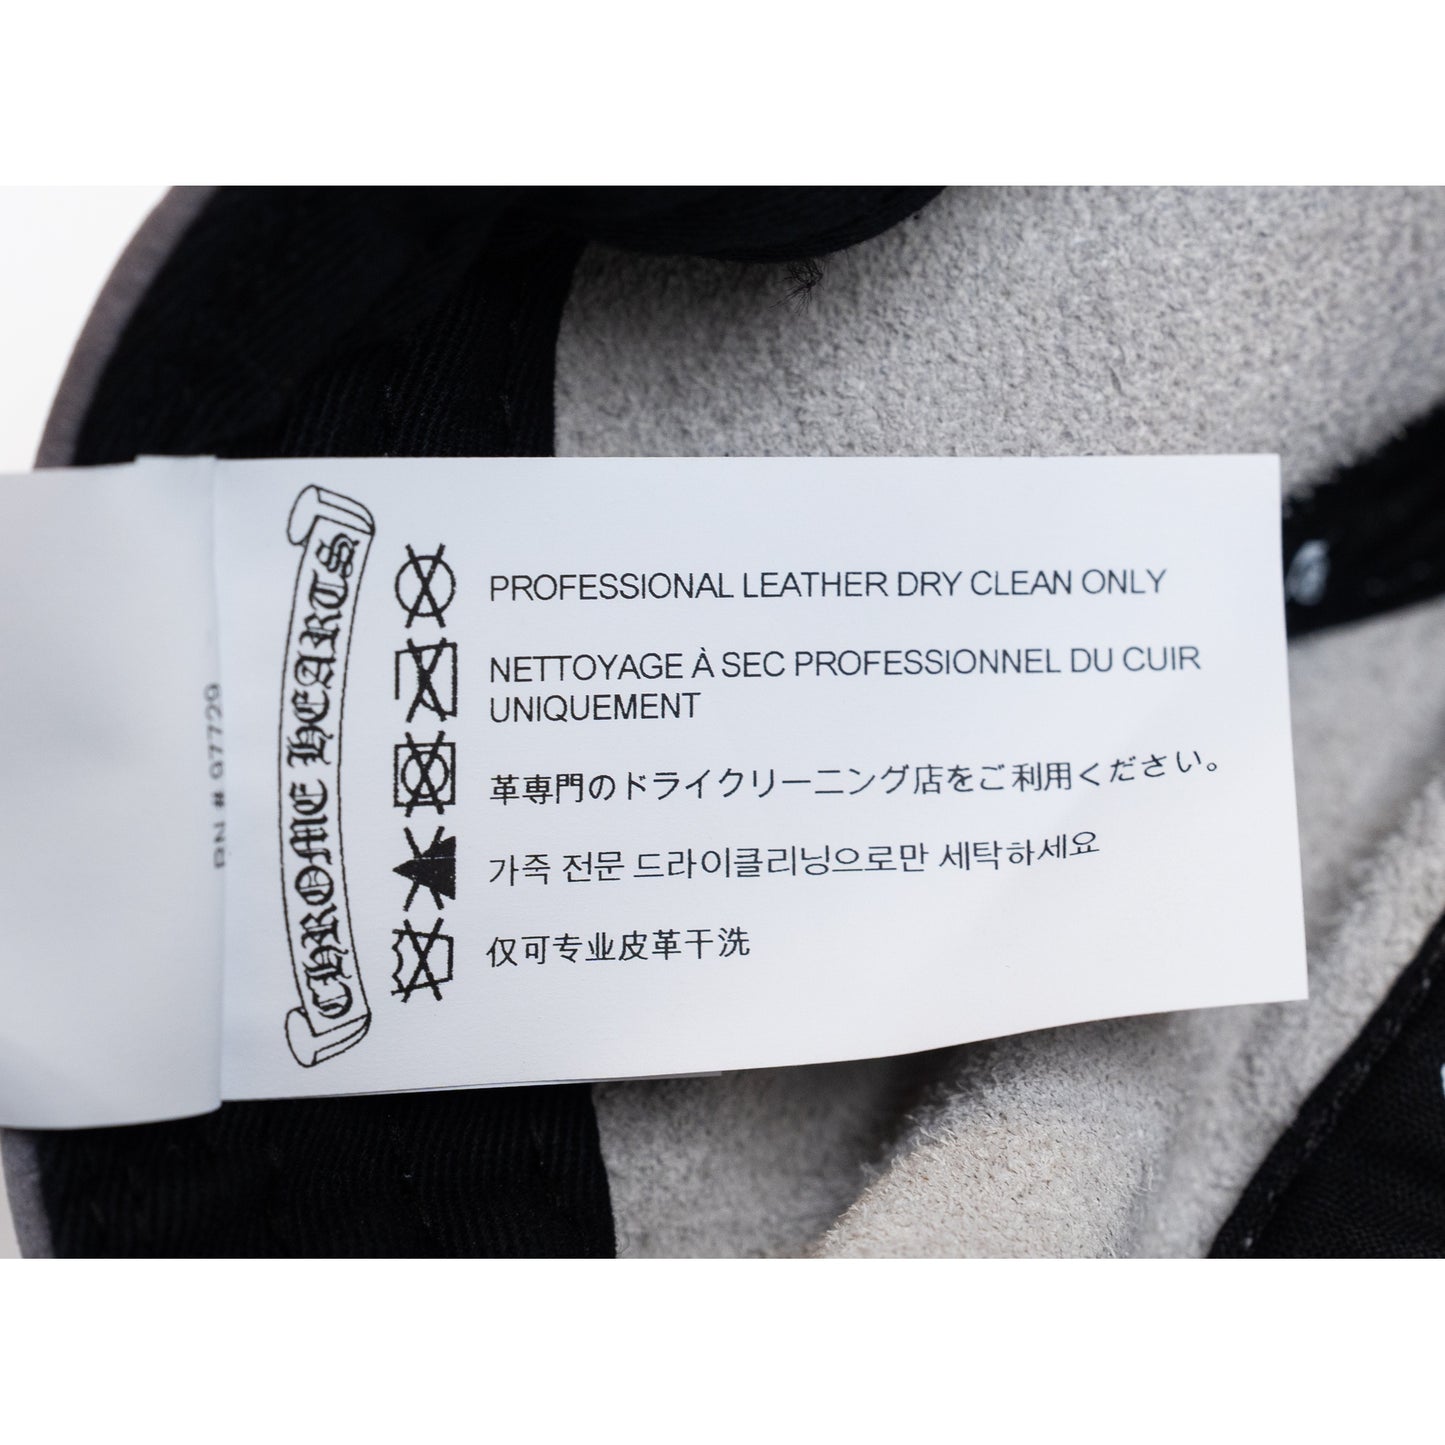 CHROME HEARTS
RN # 97726
PROFESSIONAL LEATHER DRY CLEAN ONLY
NETTOYAGE À SEC PROFESSIONNEL DU CUIR
UNIQUEMENT
革専門のドライクリーニング店をご利用ください。
가죽 전문 드라이클리닝으로만 세탁하세요
仅可专业皮革干洗